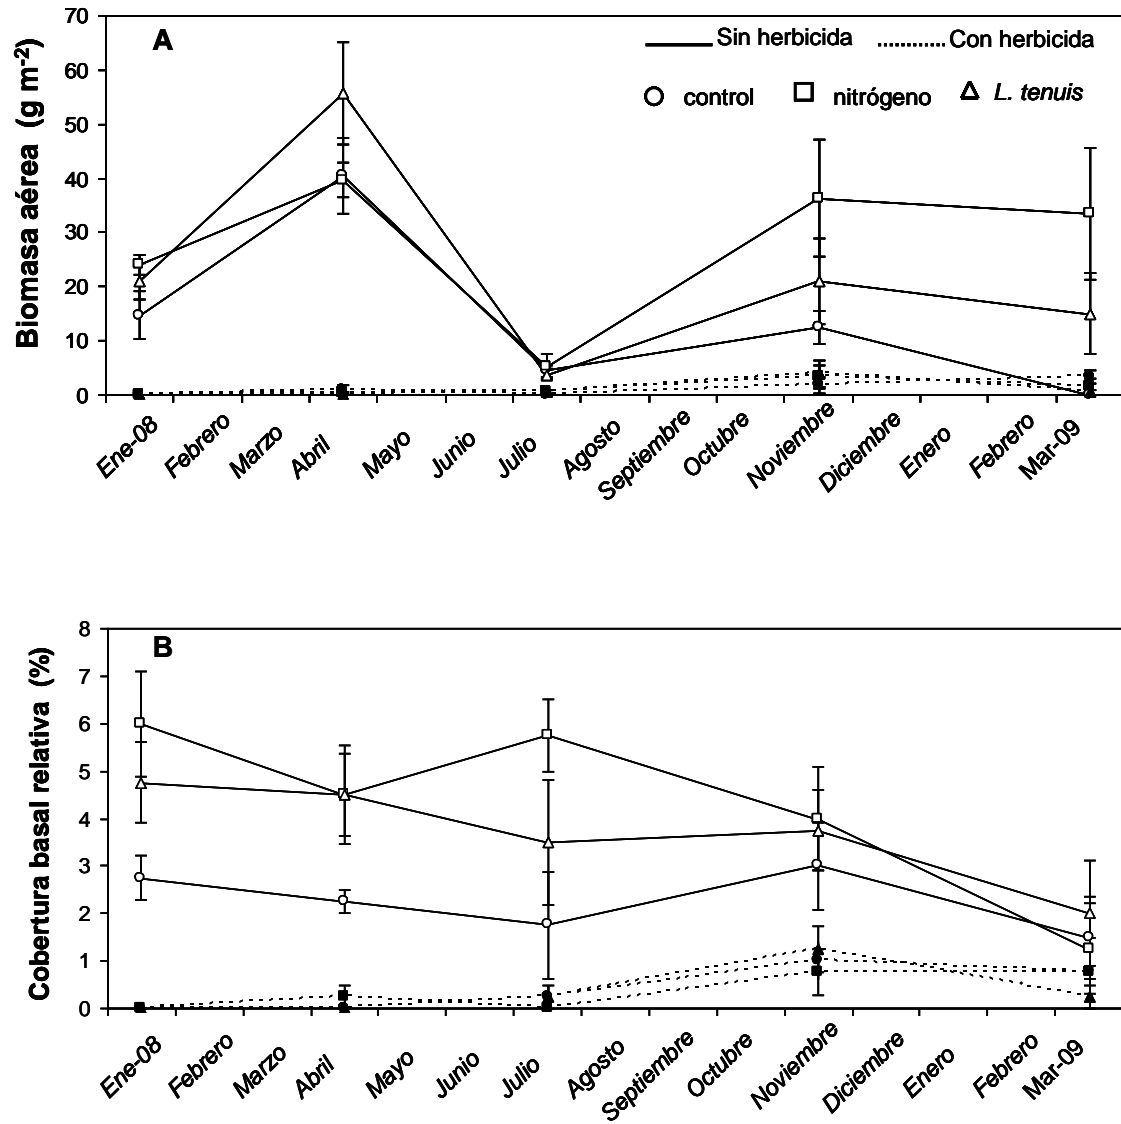 A
Sin herbicida
Con herbicida
control
nitrógeno
L. tenuis
Biomasa aérea (g m-2)
70
60
50
40
30
20
10
0
Ene-08
Febrero
Marzo
Abril
Mayo
Junio
Julio
Agosto
Septiembre
Octubre
Noviembre
Diciembre
Enero
Febrero
Mar-09
B
Cobertura basal relativa (%)
8
7
6
5
4
3
2
1
0
Ene-08
Febrero
Marzo
Abril
Mayo
Junio
Julio
Agosto
Septiembre
Octubre
Noviembre
Diciembre
Enero
Febrero
Mar-09